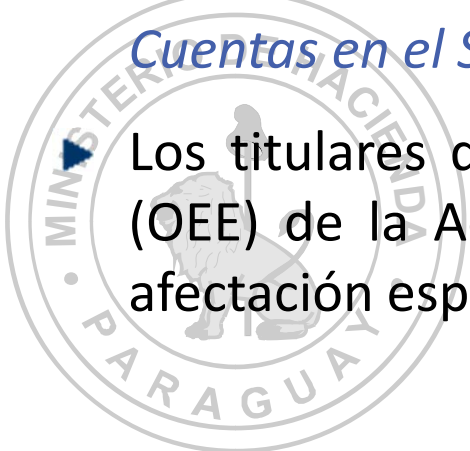 Cuentas en el S
Los titulares
(OEE) de la A
afectación esp
MINISTERIO DE HACIENDA
PARAGUAY